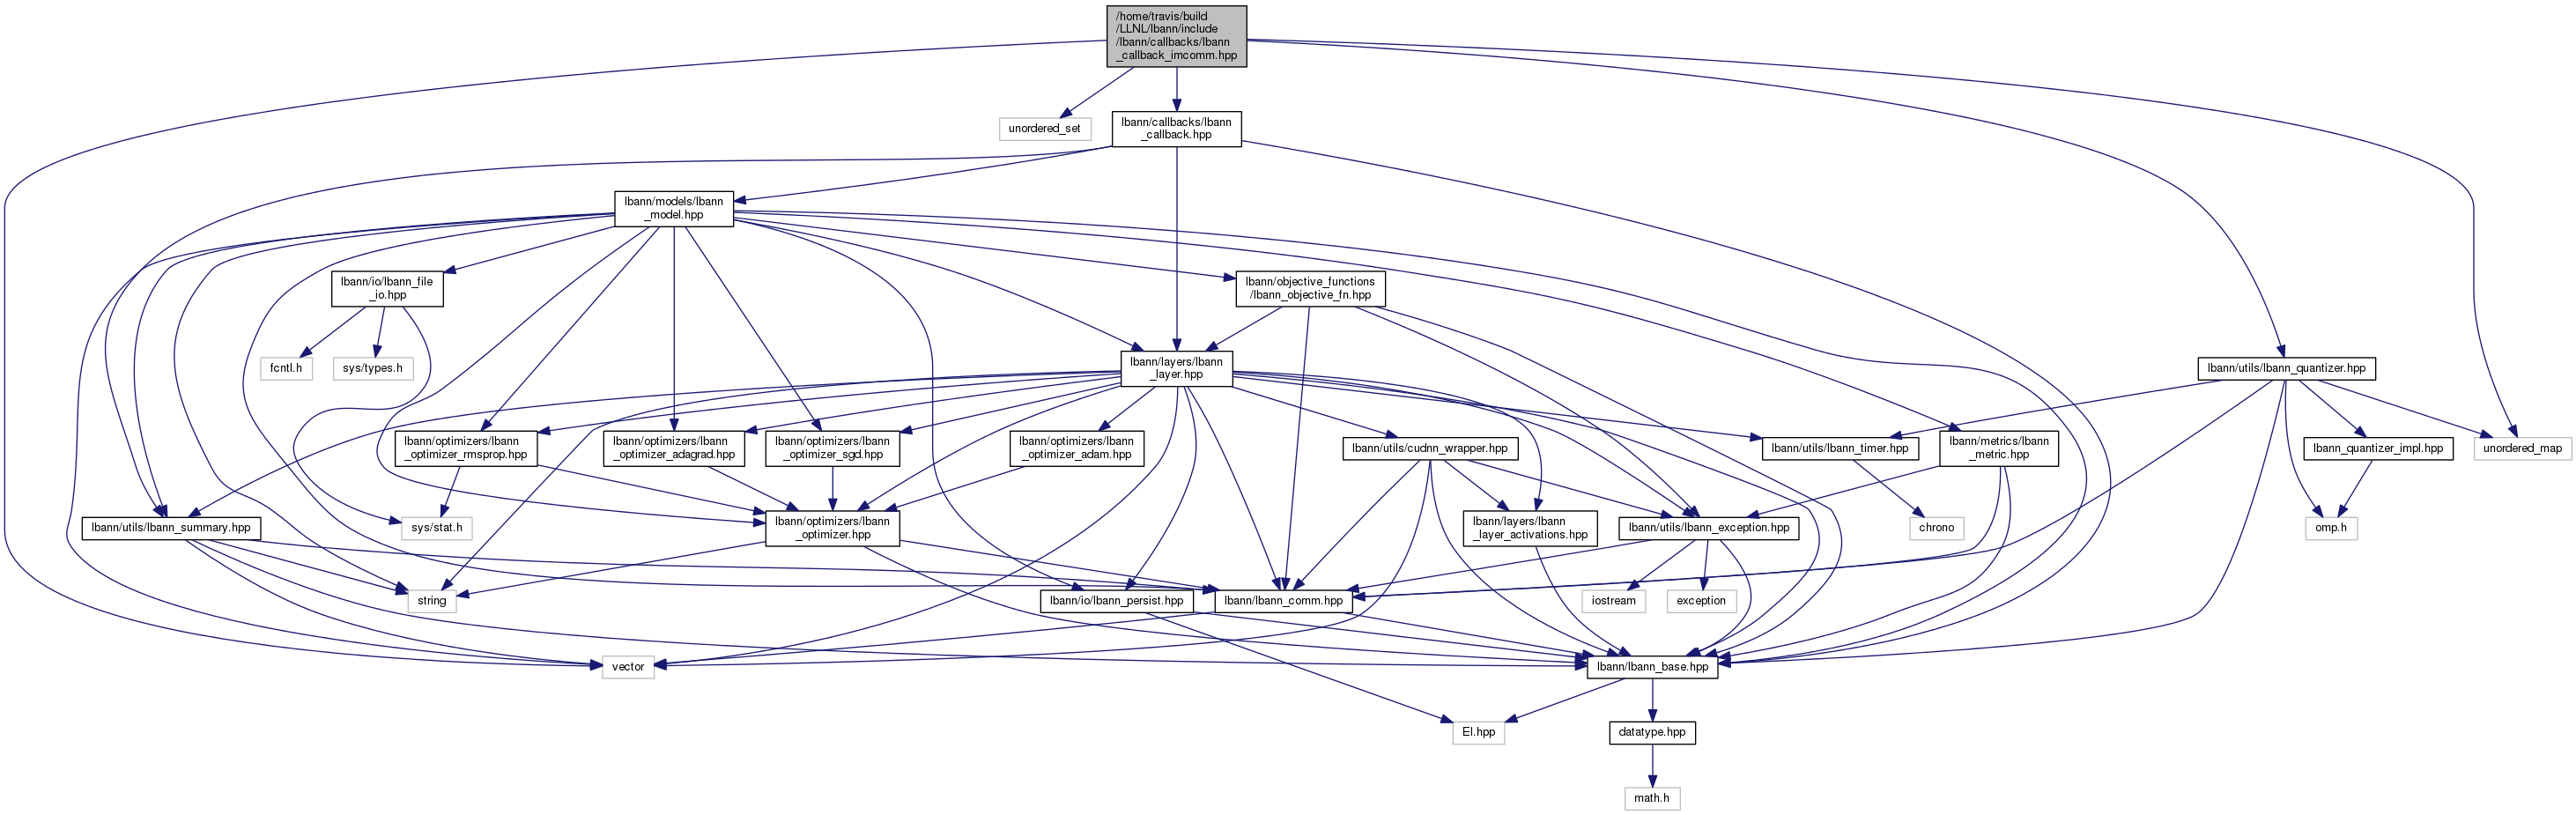 /home/travis/build
/LLNL/lbann/include
/lbann/callbacks/lbann
_callback_imcomm.hpp
unordered_set
lbann/callbacks/lbann
_callback.hpp
lbann/models/lbann
_model.hpp
lbann/io/lbann_file
_io.hpp
lbann/objective_functions
/lbann_objective_fn.hpp
fcntl.h
sys/types.h
lbann/layers/lbann
_layer.hpp
lbann/utils/lbann_quantizer.hpp
lbann/optimizers/lbann
_optimizer_rmsprop.hpp
lbann/optimizers/lbann
_optimizer_adagrad.hpp
lbann/optimizers/lbann
_optimizer_sgd.hpp
lbann/optimizers/lbann
_optimizer_adam.hpp
lbann/utils/cudnn_wrapper.hpp
lbann/utils/lbann_timer.hpp
lbann/metrics/lbann
_metric.hpp
lbann_quantizer_impl.hpp
unordered_map
lbann/utils/lbann_summary.hpp
sys/stat.h
lbann/optimizers/lbann
_optimizer.hpp
lbann/layers/lbann
_layer_activations.hpp
lbann/utils/lbann_exception.hpp
chrono
omp.h
string
lbann/io/lbann_persist.hpp
lbann/lbann_comm.hpp
iostream
exception
vector
lbann/lbann_base.hpp
El.hpp
datatype.hpp
math.h